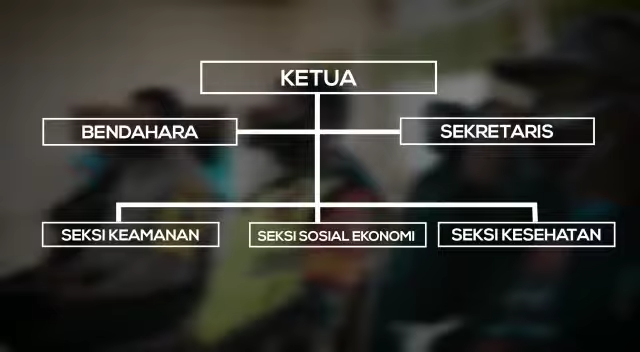 KETUA
BENDAHARA
SEKRETARIS
SEKSI KEAMANAN
SEKSI SOSIAL EKONOMI
SEKSI KESEHATAN